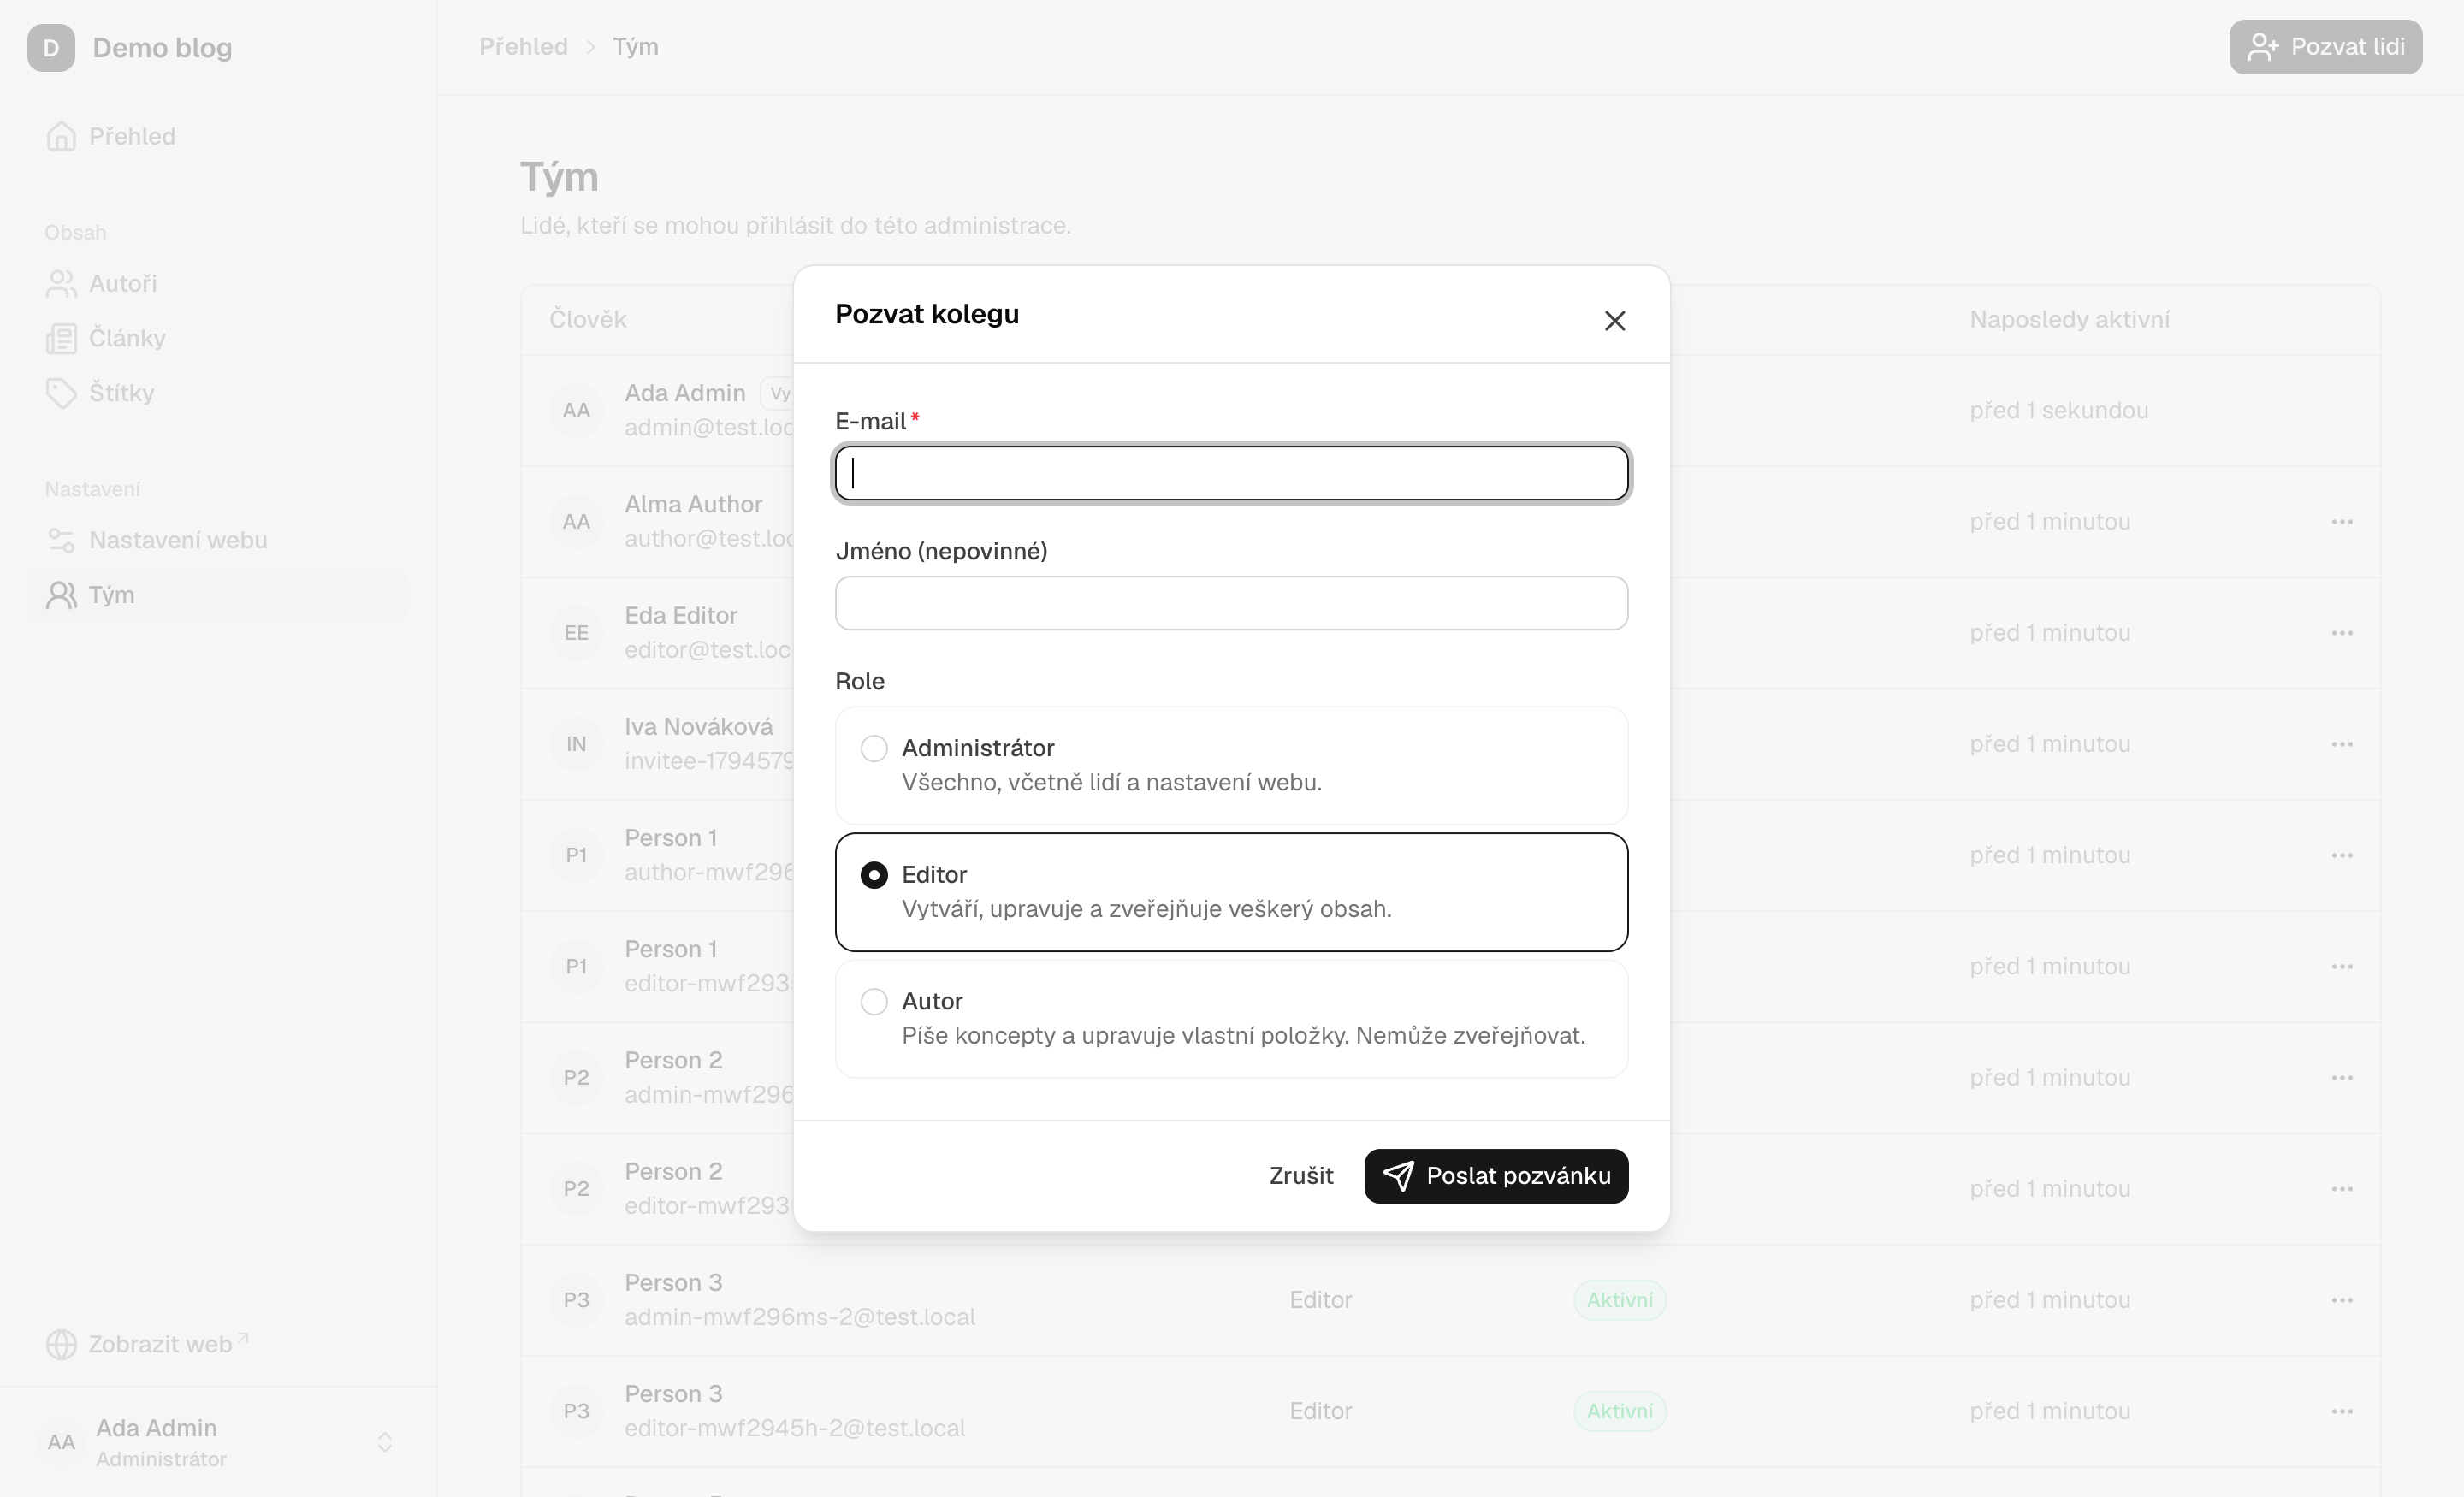 D Demo blog
Přehled
Obsah
Autoři
Články
Štítky
Nastavení
Nastavení webu
Tým
Zobrazit web
AA Ada Admin
Administrátor
Přehled > Tým
Pozvat lidi
Tým
Lidé, kteří se mohou přihlásit do této administrace.
Člověk Naposledy aktivní
AA Ada Admin
admin@test.loc před 1 sekundou
AA Alma Author
author@test.loc před 1 minutou
EE Eda Editor
editor@test.loc před 1 minutou
IN Iva Nováková
invitee-1794579 před 1 minutou
P1 Person 1
author-mwf296 před 1 minutou
P1 Person 1
editor-mwf293 před 1 minutou
P2 Person 2
admin-mwf296 před 1 minutou
P2 Person 2
editor-mwf293 před 1 minutou
P3 Person 3
admin-mwf296ms-2@test.local Editor Aktivní před 1 minutou
P3 Person 3
editor-mwf2945h-2@test.local Editor Aktivní před 1 minutou
Pozvat kolegu
E-mail*
Jméno (nepovinné)
Role
Administrátor
Všechno, včetně lidí a nastavení webu.
Editor
Vytváří, upravuje a zveřejňuje veškerý obsah.
Autor
Píše koncepty a upravuje vlastní položky. Nemůže zveřejňovat.
Zrušit
Poslat pozvánku